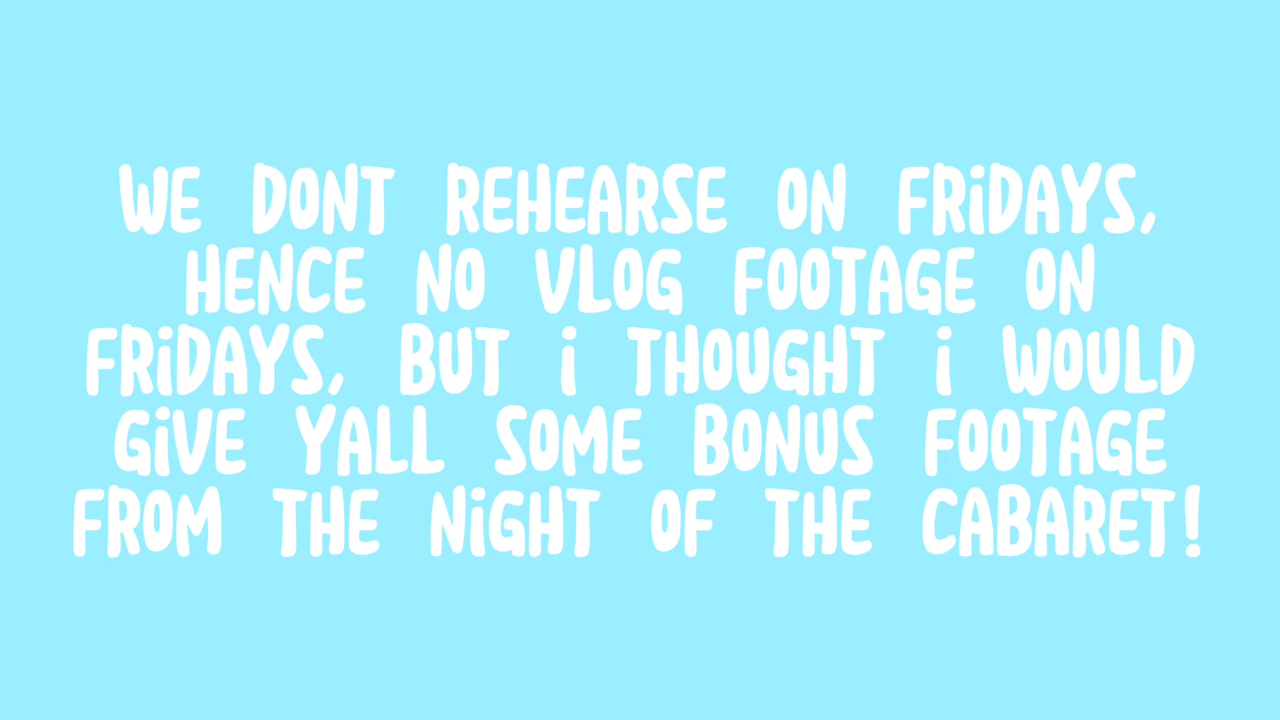 WE DONT REHEARSE ON FRiDAYS,
HENCE NO VLOG FOOTAGE ON
FRiDAYS, BUT i THOUGHT i WOULD
GiVE YALL SOME BONUS FOOTAGE
FROM THE NiGHT OF THE CABARET!